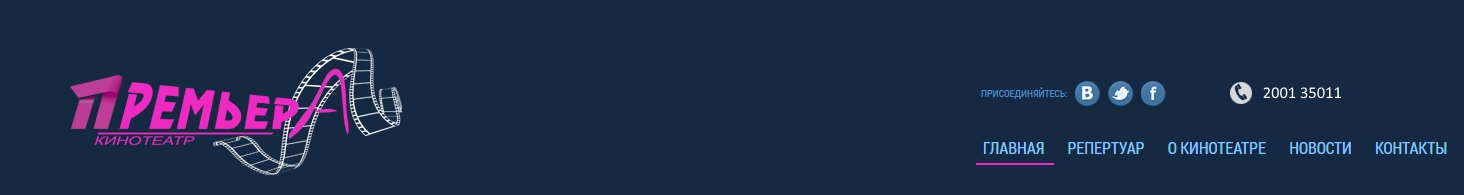 ПРЕМЬЕРА
КИНОТЕАТР
ПРИСОЕДИНЯЙТЕСЬ:
2001 35011
ГЛАВНАЯ РЕПЕРТУАР О КИНОТЕАТРЕ НОВОСТИ КОНТАКТЫ